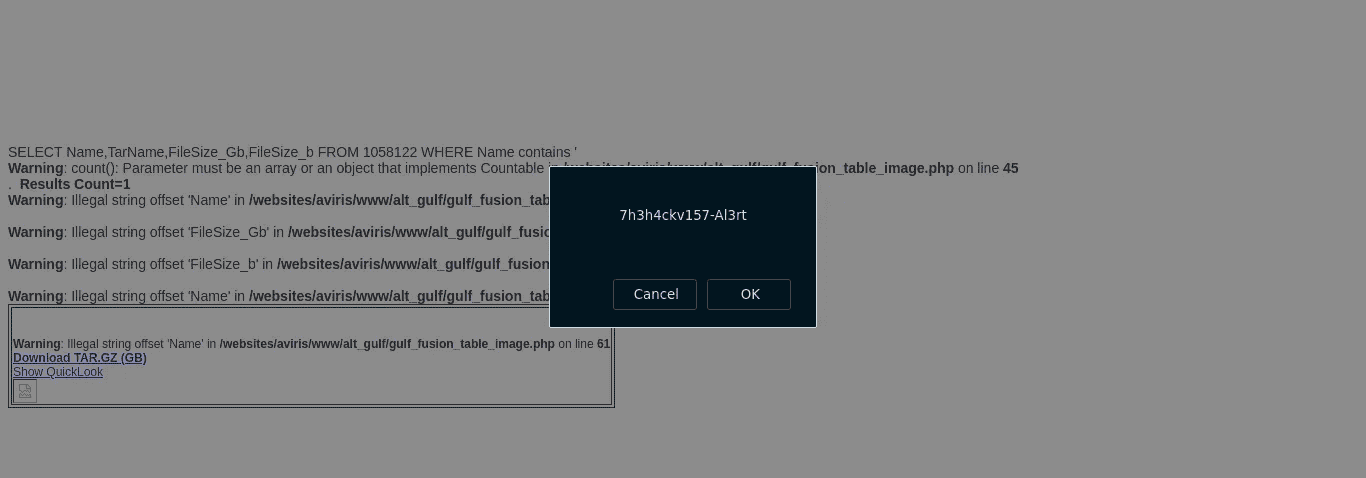 SELECT Name,TarName,FileSize_Gb,FileSize_b FROM 1058122 WHERE Name contains '
Warning: count(): Parameter must be an array or an object that implements Countable in /websites/aviris/www/alt_gulf/gulf_fusion_table_image.php on line 45
. Results Count=1
Warning: Illegal string offset 'Name' in /websites/aviris/www/alt_gulf/gulf_fusion_tab
Warning: Illegal string offset 'FileSize_Gb' in /websites/aviris/www/alt_gulf/gulf_fusio
Warning: Illegal string offset 'FileSize_b' in /websites/aviris/www/alt_gulf/gulf_fusion
Warning: Illegal string offset 'Name' in /websites/aviris/www/alt_gulf/gulf_fusion_tab
Warning: Illegal string offset 'Name' in /websites/aviris/www/alt_gulf/gulf_fusion_table_image.php on line 61
Download TAR.GZ (GB)
Show QuickLook
7h3h4ckv157-Al3rt
Cancel OK